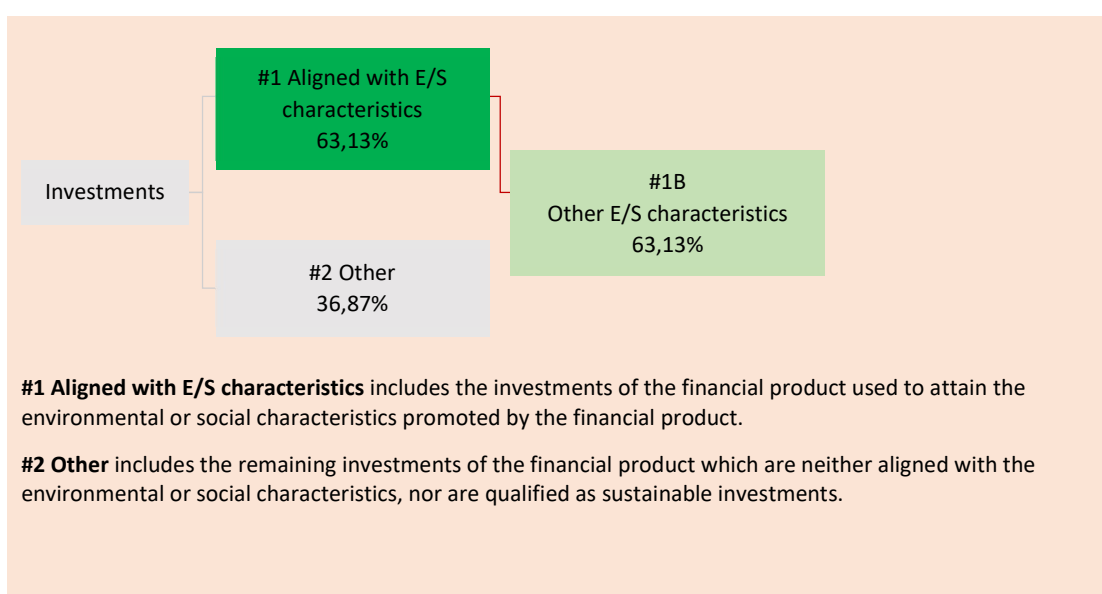 #1 Aligned with E/S
characteristics
63,13%
Investments
#1B
Other E/S characteristics
63,13%
#2 Other
36,87%
#1 Aligned with E/S characteristics includes the investments of the financial product used to attain the
environmental or social characteristics promoted by the financial product.
#2 Other includes the remaining investments of the financial product which are neither aligned with the
environmental or social characteristics, nor are qualified as sustainable investments.